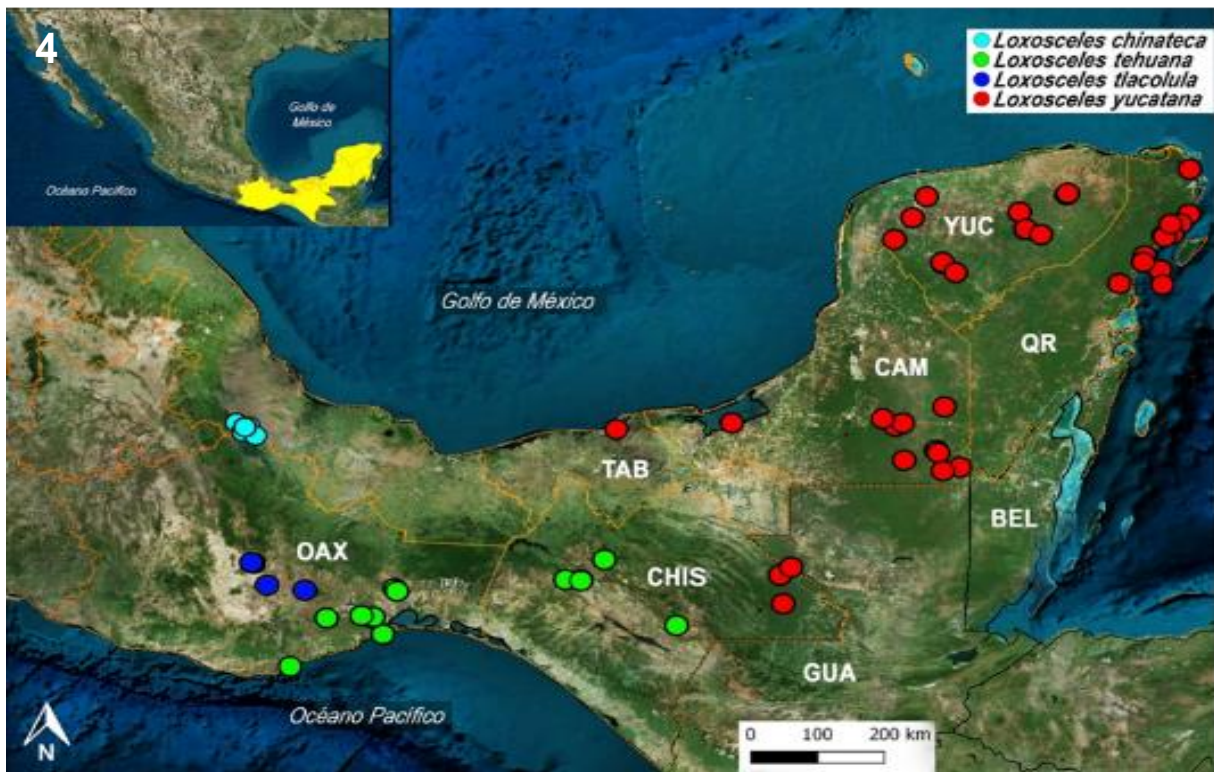 4
Golfo de
México
Océano Pacífico
Loxosceles chinateca
Loxosceles tehuana
Loxosceles tlacolula
Loxosceles yucatana
YUC
Golfo de México
QR
CAM
TAB
BEL
OAX
CHIS
GUA
Océano Pacífico
N
0 100 200 km